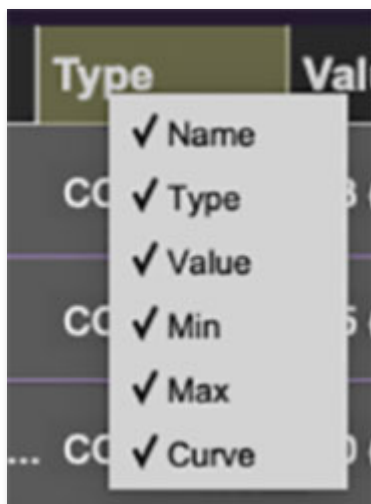 Type
✓ Name
✓ Type
✓ Value
✓ Min
✓ Max
✓ Curve